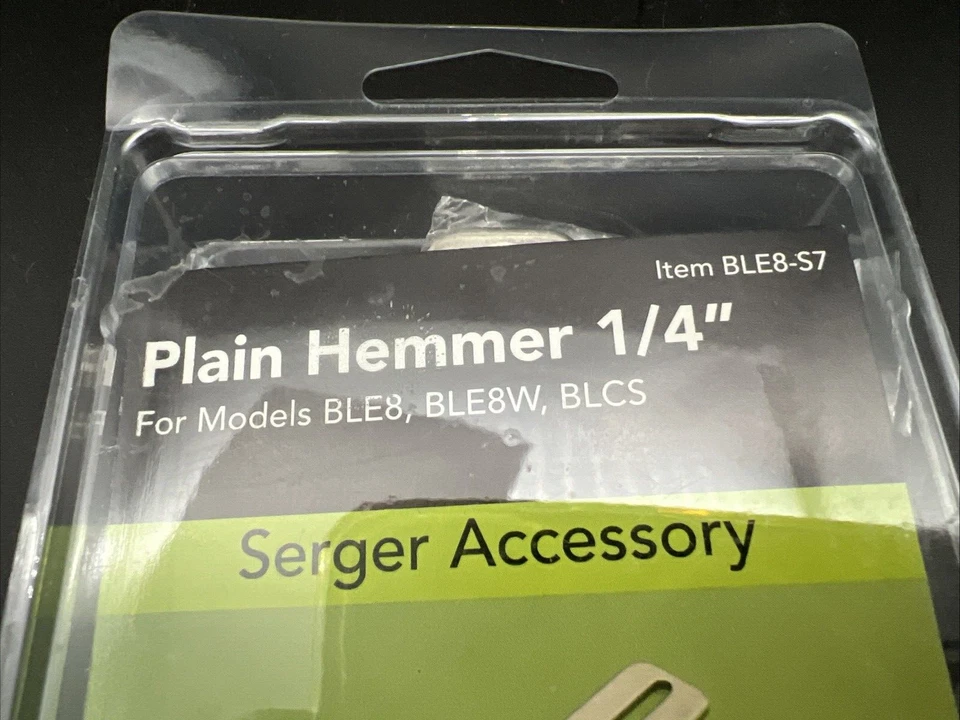 Item BLE8-S7
Plain Hemmer 1/4"
For Models BLE8, BLE8W, BLCS
Serger Accessory